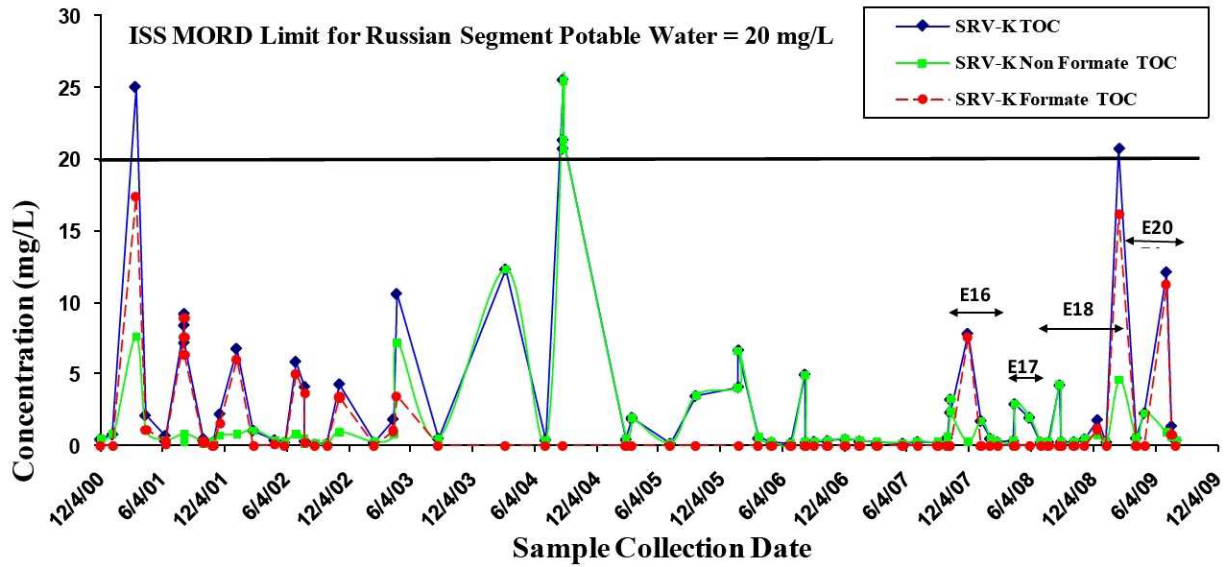 ISS MORD Limit for Russian Segment Potable Water = 20 mg/L
SRV-K TOC
SRV-K Non Formate TOC
SRV-K Formate TOC
Concentration (mg/L)
30
25
20
15
10
5
0
E16
E17
E18
E20
12/4/00
6/4/01
12/4/01
6/4/02
12/4/02
6/4/03
12/4/03
6/4/04
12/4/04
6/4/05
12/4/05
6/4/06
12/4/06
6/4/07
12/4/07
6/4/08
12/4/08
6/4/09
12/4/09
Sample Collection Date